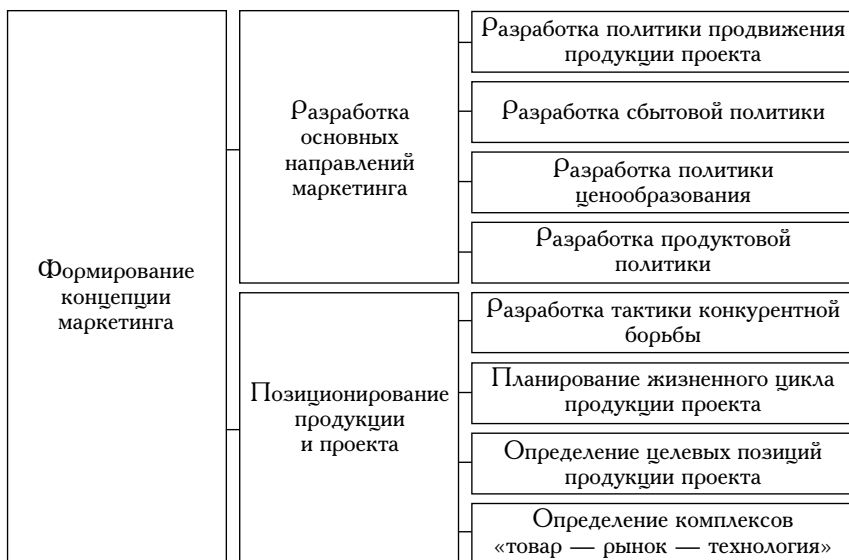 Формирование
концепции
маркетинга
Разработка
основных
направлений
маркетинга
Разработка политики продвижения
продукции проекта
Разработка сбытовой политики
Разработка политики
ценообразования
Разработка продуктовой
политики
Позиционирование
продукции
и проекта
Разработка тактики конкурентной
борьбы
Планирование жизненного цикла
продукции проекта
Определение целевых позиций
продукции проекта
Определение комплексов
«товар — рынок — технология»